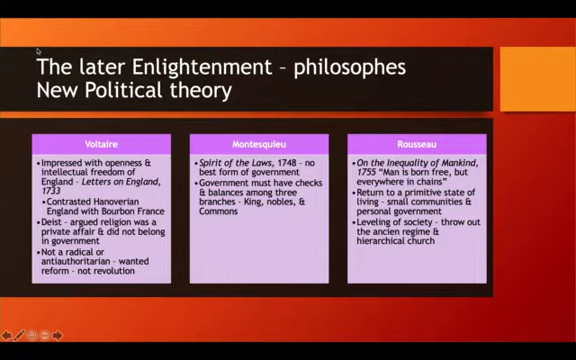 The later Enlightenment – philosophes
New Political theory
Voltaire
•Impressed with openness &
intellectual freedom of
England – Letters on England,
1733
•Contrasted Hanoverian
England with Bourbon France
•Deist – argued religion was a
private affair & did not belong
in government
•Not a radical or
antiauthoritarian – wanted
reform – not revolution
Montesquieu
•Spirit of the Laws, 1748 – no
best form of government
•Government must have checks
& balances among three
branches – King, nobles, &
Commons
Rousseau
•On the Inequality of Mankind,
1755 “Man is born free, but
everywhere in chains”
•Return to a primitive state of
living – small communities &
personal government
•Leveling of society – throw out
the ancien regime &
hierarchical church